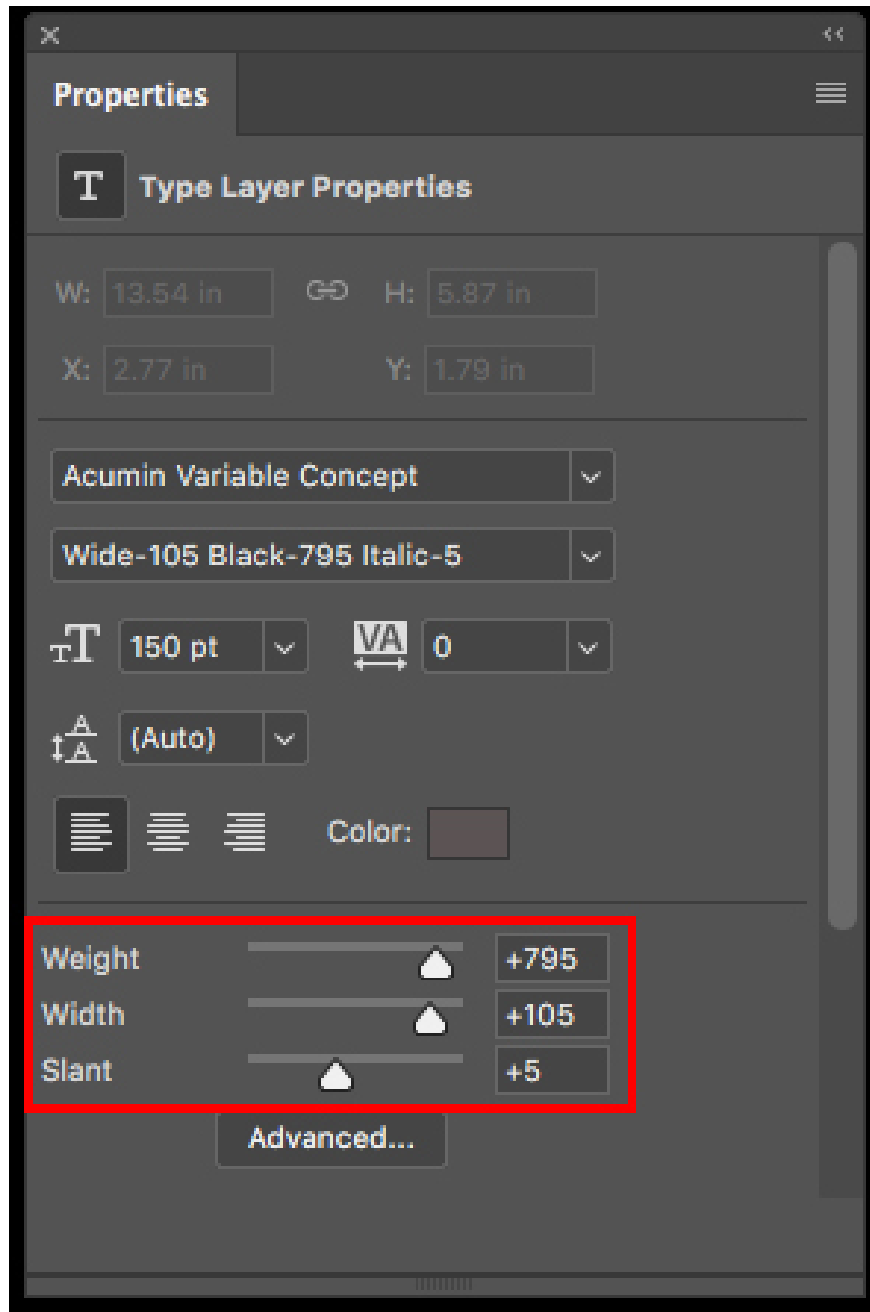 Properties
T Type Layer Properties
W: 13.54 in H: 5.87 in
X: 2.77 in Y: 1.79 in
Acumin Variable Concept
Wide-105 Black-795 Italic-5
TT 150 pt VA 0
A A (Auto)
Color:
Weight +795
Width +105
Slant +5
Advanced...